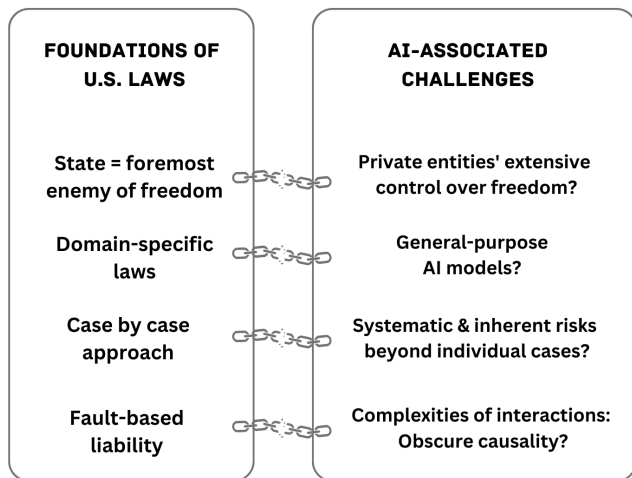 FOUNDATIONS OF
U.S. LAWS
State = foremost
enemy of freedom
Domain-specific
laws
Case by case
approach
Fault-based
liability
AI-ASSOCIATED
CHALLENGES
Private entities' extensive
control over freedom?
General-purpose
AI models?
Systematic & inherent risks
beyond individual cases?
Complexities of interactions:
Obscure causality?